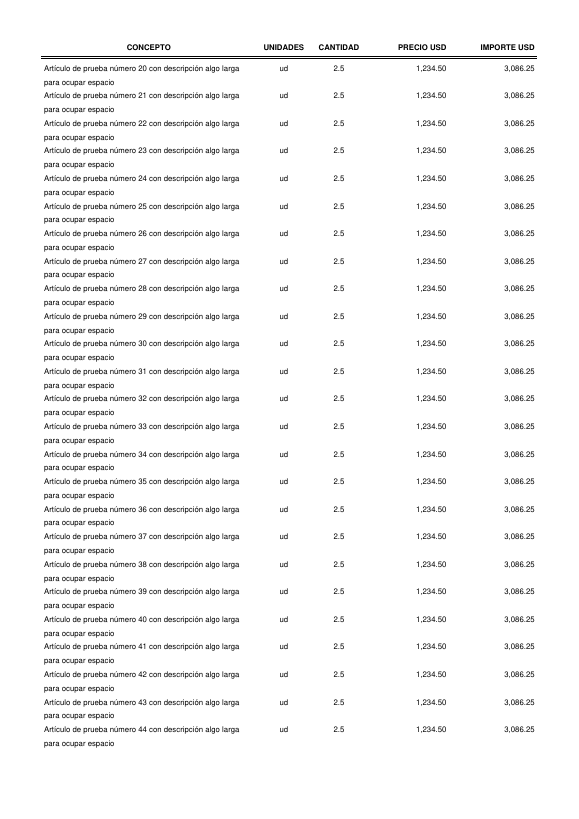 CONCEPTO UNIDADES CANTIDAD PRECIO USD IMPORTE USD
Artículo de prueba número 20 con descripción algo larga ud 2.5 1,234.50 3,086.25
para ocupar espacio
Artículo de prueba número 21 con descripción algo larga ud 2.5 1,234.50 3,086.25
para ocupar espacio
Artículo de prueba número 22 con descripción algo larga ud 2.5 1,234.50 3,086.25
para ocupar espacio
Artículo de prueba número 23 con descripción algo larga ud 2.5 1,234.50 3,086.25
para ocupar espacio
Artículo de prueba número 24 con descripción algo larga ud 2.5 1,234.50 3,086.25
para ocupar espacio
Artículo de prueba número 25 con descripción algo larga ud 2.5 1,234.50 3,086.25
para ocupar espacio
Artículo de prueba número 26 con descripción algo larga ud 2.5 1,234.50 3,086.25
para ocupar espacio
Artículo de prueba número 27 con descripción algo larga ud 2.5 1,234.50 3,086.25
para ocupar espacio
Artículo de prueba número 28 con descripción algo larga ud 2.5 1,234.50 3,086.25
para ocupar espacio
Artículo de prueba número 29 con descripción algo larga ud 2.5 1,234.50 3,086.25
para ocupar espacio
Artículo de prueba número 30 con descripción algo larga ud 2.5 1,234.50 3,086.25
para ocupar espacio
Artículo de prueba número 31 con descripción algo larga ud 2.5 1,234.50 3,086.25
para ocupar espacio
Artículo de prueba número 32 con descripción algo larga ud 2.5 1,234.50 3,086.25
para ocupar espacio
Artículo de prueba número 33 con descripción algo larga ud 2.5 1,234.50 3,086.25
para ocupar espacio
Artículo de prueba número 34 con descripción algo larga ud 2.5 1,234.50 3,086.25
para ocupar espacio
Artículo de prueba número 35 con descripción algo larga ud 2.5 1,234.50 3,086.25
para ocupar espacio
Artículo de prueba número 36 con descripción algo larga ud 2.5 1,234.50 3,086.25
para ocupar espacio
Artículo de prueba número 37 con descripción algo larga ud 2.5 1,234.50 3,086.25
para ocupar espacio
Artículo de prueba número 38 con descripción algo larga ud 2.5 1,234.50 3,086.25
para ocupar espacio
Artículo de prueba número 39 con descripción algo larga ud 2.5 1,234.50 3,086.25
para ocupar espacio
Artículo de prueba número 40 con descripción algo larga ud 2.5 1,234.50 3,086.25
para ocupar espacio
Artículo de prueba número 41 con descripción algo larga ud 2.5 1,234.50 3,086.25
para ocupar espacio
Artículo de prueba número 42 con descripción algo larga ud 2.5 1,234.50 3,086.25
para ocupar espacio
Artículo de prueba número 43 con descripción algo larga ud 2.5 1,234.50 3,086.25
para ocupar espacio
Artículo de prueba número 44 con descripción algo larga ud 2.5 1,234.50 3,086.25
para ocupar espacio